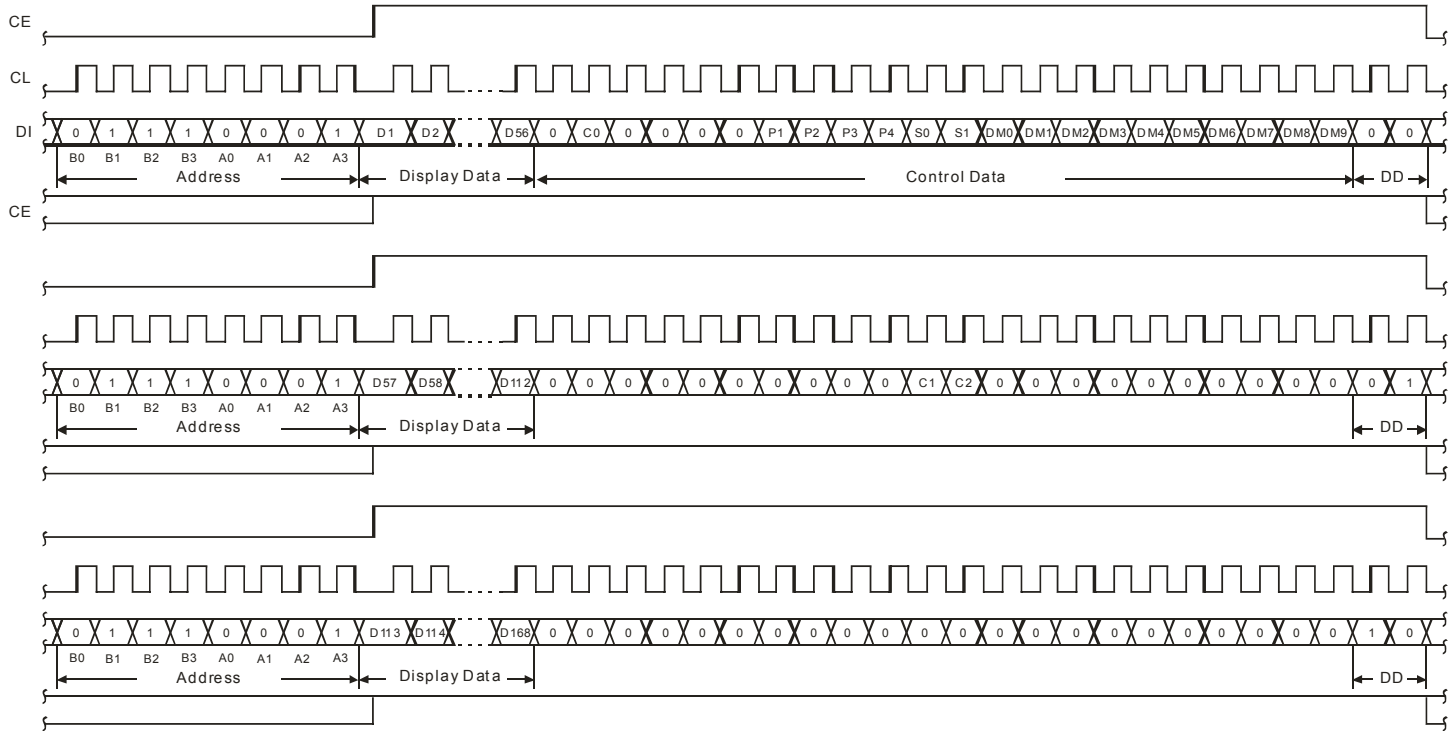 CE
CL
DI 0 1 1 1 0 0 0 1 D1 D2 D56 0 C0 0 0 0 0 P1 P2 P3 P4 S0 S1 DM0 DM1 DM2 DM3 DM4 DM5 DM6 DM7 DM8 DM9 0 0
B0 B1 B2 B3 A0 A1 A2 A3
Address Display Data Control Data DD
CE
0 1 1 1 0 0 0 1 D57 D58 D112 0 0 0 0 0 0 0 0 0 0 C1 C2 0 0 0 0 0 0 0 0 0 0 0 1
B0 B1 B2 B3 A0 A1 A2 A3
Address Display Data DD
0 1 1 1 0 0 0 1 D113 D114 D168 0 0 0 0 0 0 0 0 0 0 0 0 0 0 0 0 0 0 0 0 0 0 1 0
B0 B1 B2 B3 A0 A1 A2 A3
Address Display Data DD